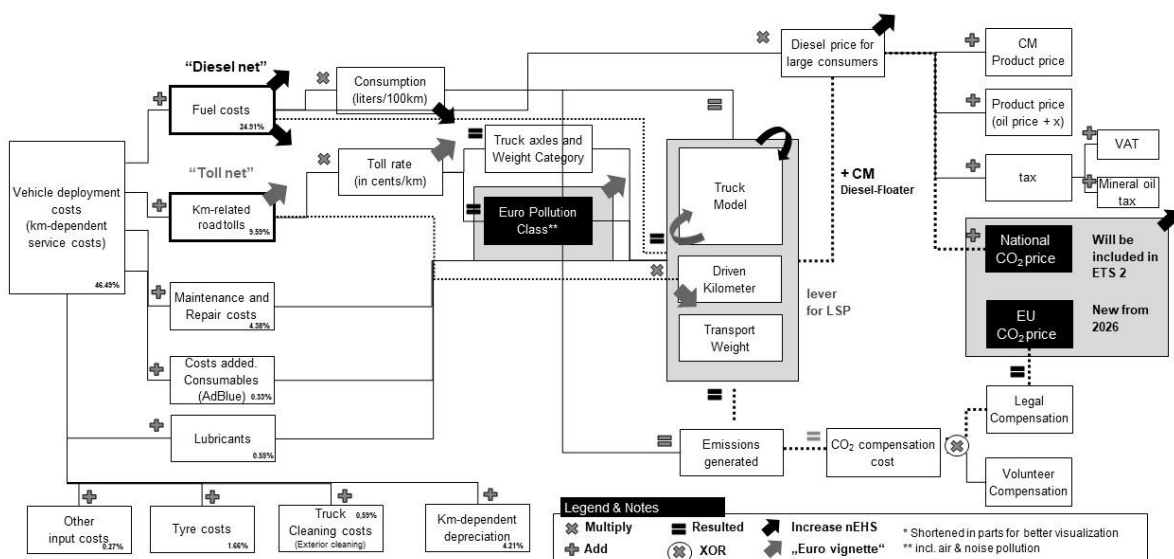 "Diesel net"
Fuel costs
24.91%
Consumption
(liters/100km)
Diesel price for
large consumers
CM
Product price
Product price
(oil price + x)
tax
VAT
Mineral oil
tax
"Toll net"
Vehicle deployment
costs
(km-dependent
service costs)
46.49%
Km-related
road tolls
9.59%
Toll rate
(in cents/km)
Truck axles and
Weight Category
Euro Pollution
Class**
Truck
Model
Driven
Kilometer
Transport
Weight
+ CM
Diesel-Floater
lever
for LSP
National
CO2 price
Will be
included in
ETS 2
EU
CO2 price
New from
2026
Maintenance and
Repair costs
4.38%
Costs added.
Consumables
(AdBlue)
0.33%
Lubricants
0.55%
Emissions
generated
CO2 compensation
cost
Legal
Compensation
Volunteer
Compensation
Other
input costs
0.27%
Tyre costs
1.66%
Truck
0,59%
Cleaning costs
(Exterior cleaning)
Km-dependent
depreciation
4.21%
Legend & Notes
Multiply
Resulted
Increase nEHS
* Shortened in parts for better visualization
Add
XOR
„Euro vignette“
** incl. air & noise pollution